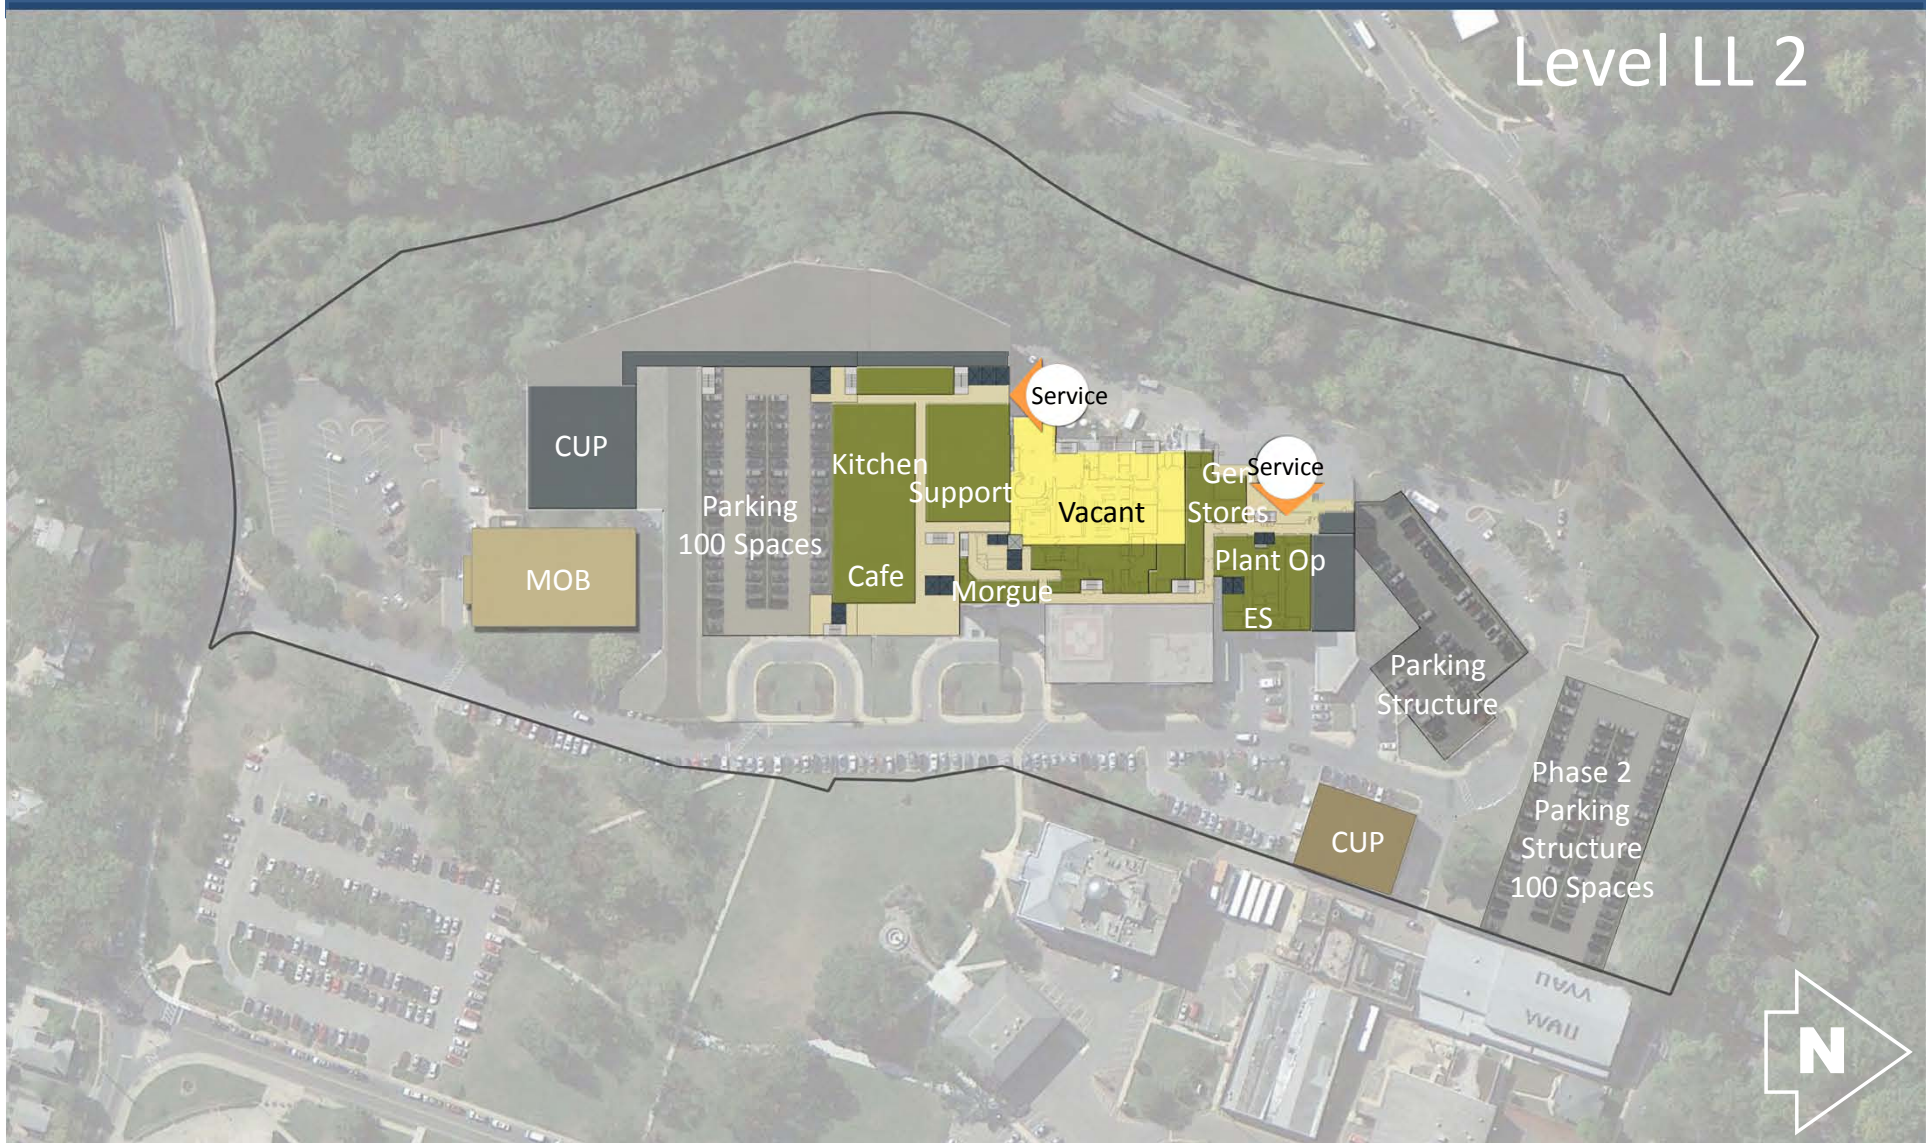 Level LL 2
Service
CUP
Kitchen
Support
Gen
Service
Parking
100 Spaces
Vacant
Stores
MOB
Cafe
Morgue
Plant Op
ES
Parking
Structure
Phase 2
Parking
Structure
100 Spaces
CUP
N